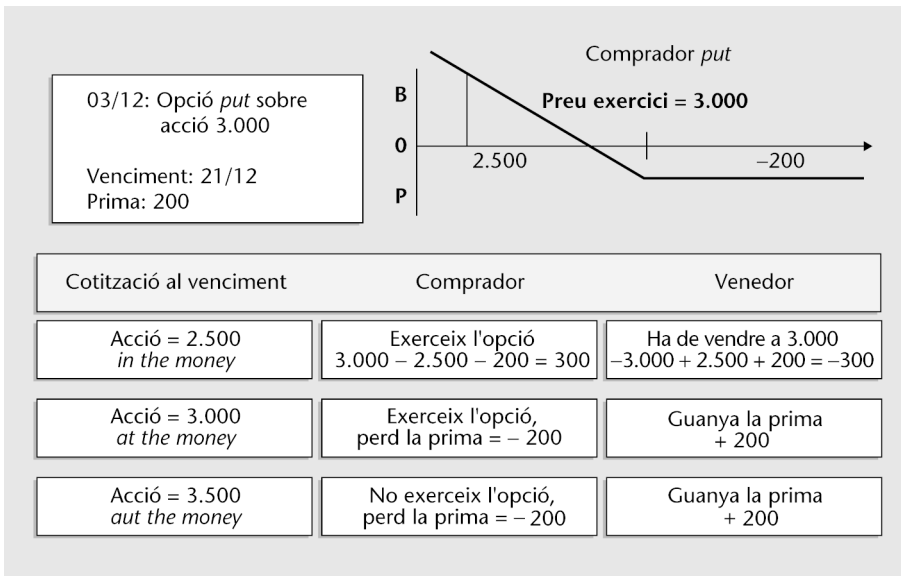 03/12: Opció put sobre
acció 3.000
Venciment: 21/12
Prima: 200
Comprador put
B
Preu exercici = 3.000
0
2.500
−200
P
Cotització al venciment
Comprador
Venedor
Acció = 2.500
in the money
Exerceix l'opció
3.000 − 2.500 − 200 = 300
Ha de vendre a 3.000
−3.000 + 2.500 + 200 = −300
Acció = 3.000
at the money
Exerceix l'opció,
perd la prima = − 200
Guanya la prima
+ 200
Acció = 3.500
aut the money
No exerceix l'opció,
perd la prima = − 200
Guanya la prima
+ 200